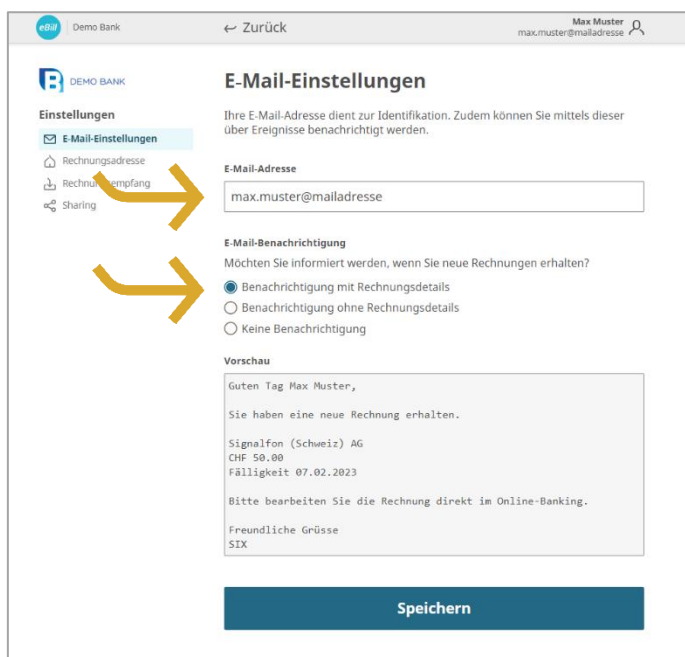 eBill Demo Bank
← Zurück
Max Muster
max.muster@mailadresse
DEMO BANK
Einstellungen
E-Mail-Einstellungen
Rechnungsadresse
Sharing
E-Mail-Einstellungen
Ihre E-Mail-Adresse dient zur Identifikation. Zudem können Sie mittels dieser
über Ereignisse benachrichtigt werden.
E-Mail-Adresse
max.muster@mailadresse
E-Mail-Benachrichtigung
Möchten Sie informiert werden, wenn Sie neue Rechnungen erhalten?
Benachrichtigung mit Rechnungsdetails
Benachrichtigung ohne Rechnungsdetails
Keine Benachrichtigung
Vorschau
Guten Tag Max Muster,
Sie haben eine neue Rechnung erhalten.
Signalfon (Schweiz) AG
CHF 50.00
Fälligkeit 07.02.2023
Bitte bearbeiten Sie die Rechnung direkt im Online-Banking.
Freundliche Grüsse
SIX
Speichern